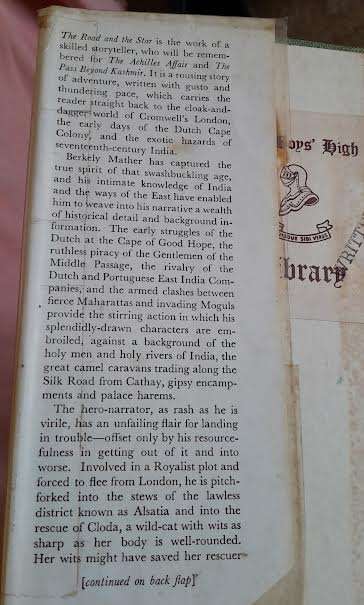 The Road and the Star is the work of a
skilled storyteller, who will be remem-
bered for The Achilles Affair and The
Pass Beyond Kashmir. It is a rousing story
of adventure, written with gusto and
thundering pace, which carries the
reader straight back to the cloak-and-
dagger world of Cromwell's London,
the early days of the Dutch Cape
Colony, and the exotic hazards of
seventeenth-century India.
Berkely Mather has captured the
true spirit of that swashbuckling age,
and his intimate knowledge of India
and the ways of the East have enabled
him to weave into his narrative a wealth
of historical detail and background in-
formation. The early struggles of the
Dutch at the Cape of Good Hope, the
ruthless piracy of the Gentlemen of the
Middle Passage, the rivalry of the
Dutch and Portuguese East India Com-
panies, and the armed clashes between
fierce Maharattas and invading Moguls
provide the stirring action in which his
splendidly-drawn characters are em-
broiled, against a background of the
holy men and holy rivers of India, the
great camel caravans trading along the
Silk Road from Cathay, gipsy encamp-
ments and palace harems.
The hero-narrator, as rash as he is
virile, has an unfailing flair for landing
in trouble—offset only by his resource-
fulness in getting out of it and into
worse. Involved in a Royalist plot and
forced to flee from London, he is pitch-
forked into the stews of the lawless
district known as Alsatia and into the
rescue of Cloda, a wild-cat with wits as
sharp as her body is well-rounded.
Her wits might have saved her rescuer
[continued on back flap]
oys' High
brary